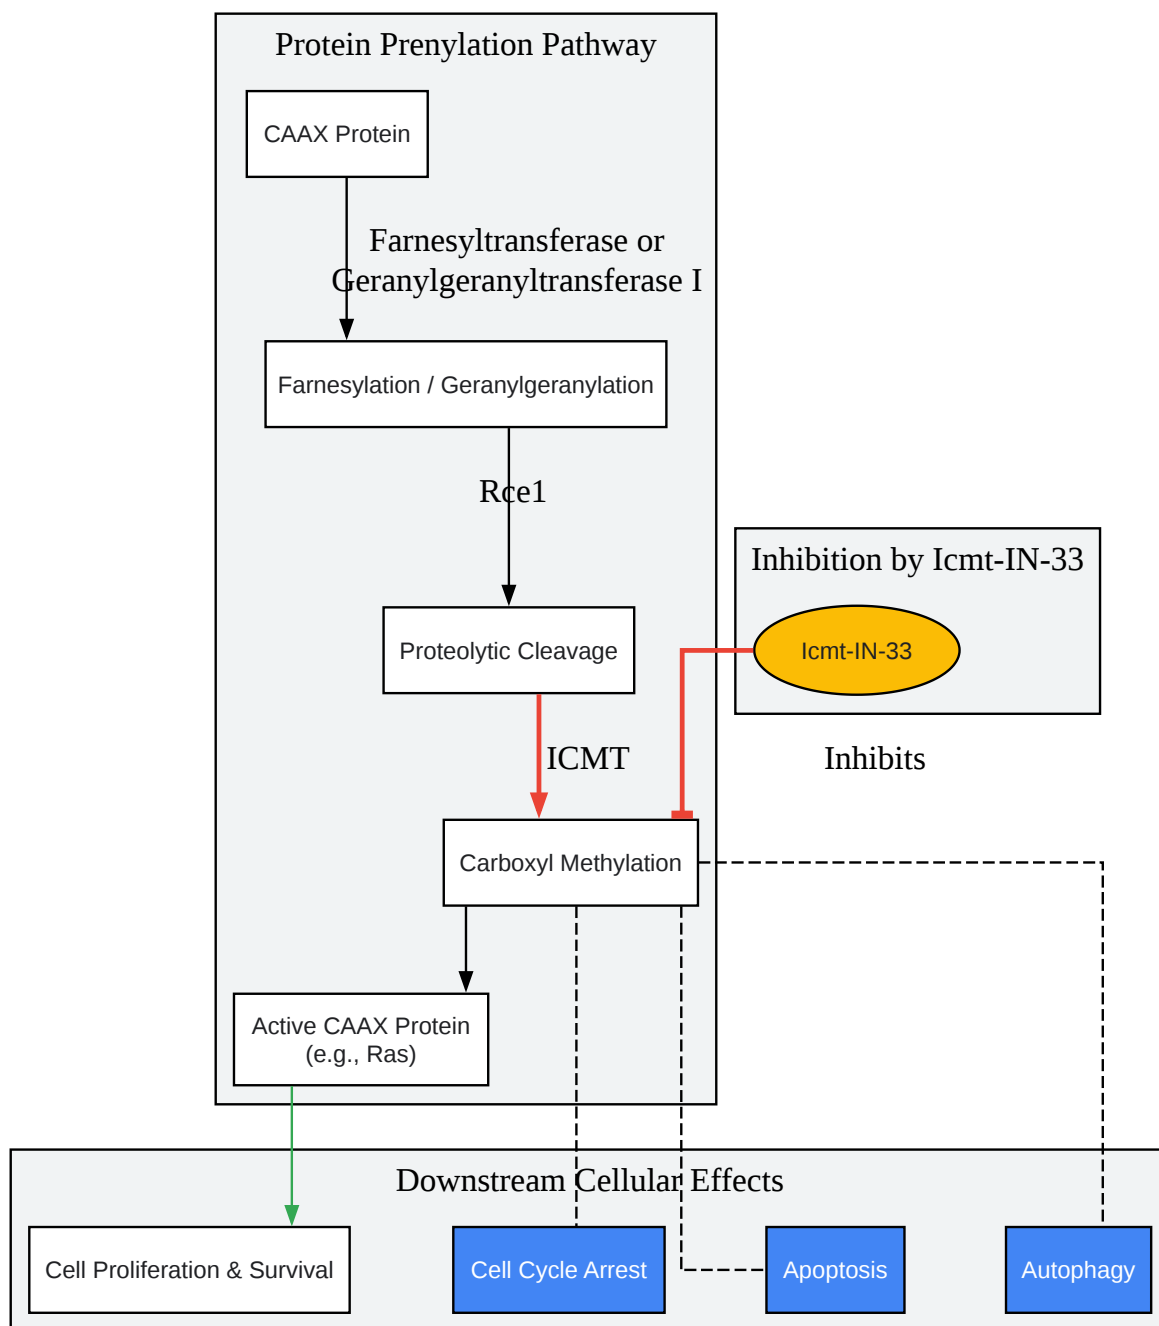 Protein Prenylation Pathway
CAAX Protein
Farnesyltransferase or
Geranylgeranyltransferase I
Farnesylation / Geranylgeranylation
Rce1
Inhibition by Icmt-IN-33
Proteolytic Cleavage
Icmt-IN-33
ICMT
Inhibits
Carboxyl Methylation
Active CAAX Protein
(e.g., Ras)
Downstream Cellular Effects
Cell Proliferation & Survival
Cell Cycle Arrest
Apoptosis
Autophagy